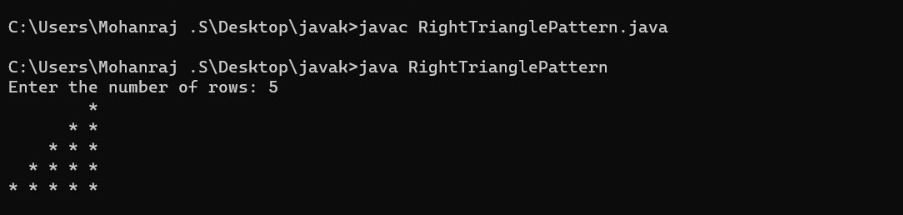 C:\Users\Mohanraj .S\Desktop\javak>javac RightTrianglePattern.java
C:\Users\Mohanraj .S\Desktop\javak>java RightTrianglePattern
Enter the number of rows: 5
        *
      * *
    * * *
  * * * *
* * * * *